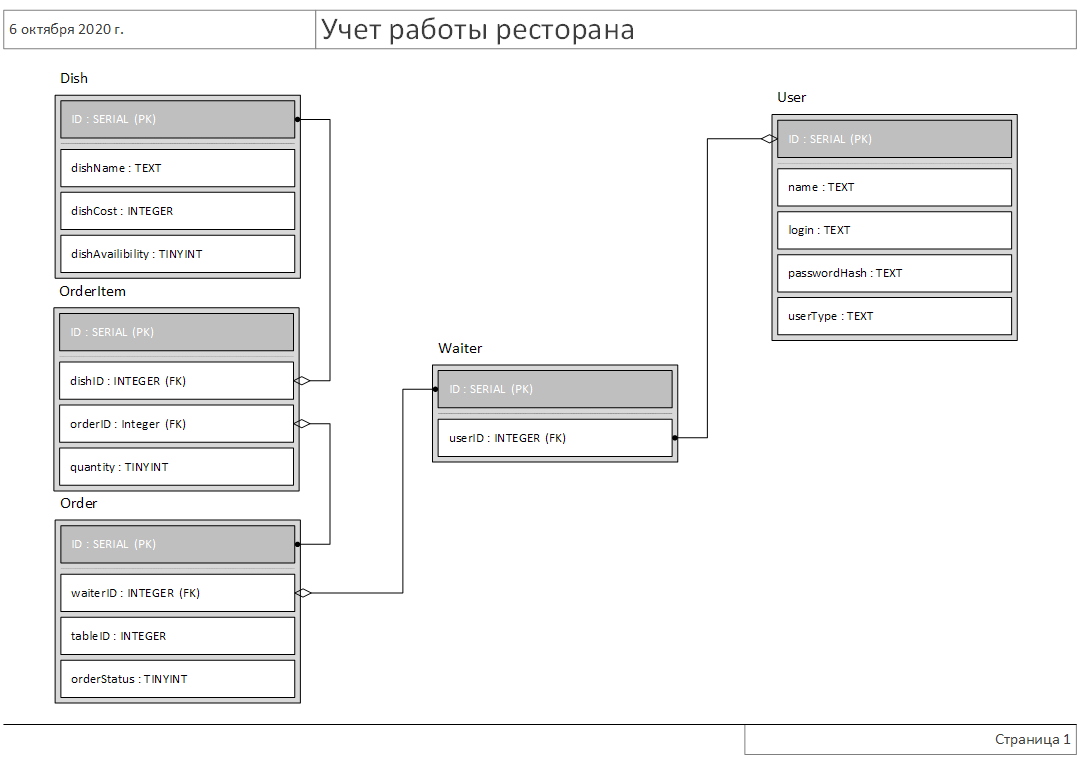 6 октября 2020 г.
Учет работы ресторана
Dish
ID : SERIAL (PK)
dishName : TEXT
dishCost : INTEGER
dishAvailibility : TINYINT
OrderItem
ID : SERIAL (PK)
dishID : INTEGER (FK)
orderID : Integer (FK)
quantity : TINYINT
Order
ID : SERIAL (PK)
waiterID : INTEGER (FK)
tableID : INTEGER
orderStatus : TINYINT
Waiter
ID : SERIAL (PK)
userID : INTEGER (FK)
User
ID : SERIAL (PK)
name : TEXT
login : TEXT
passwordHash : TEXT
userType : TEXT
Страница 1